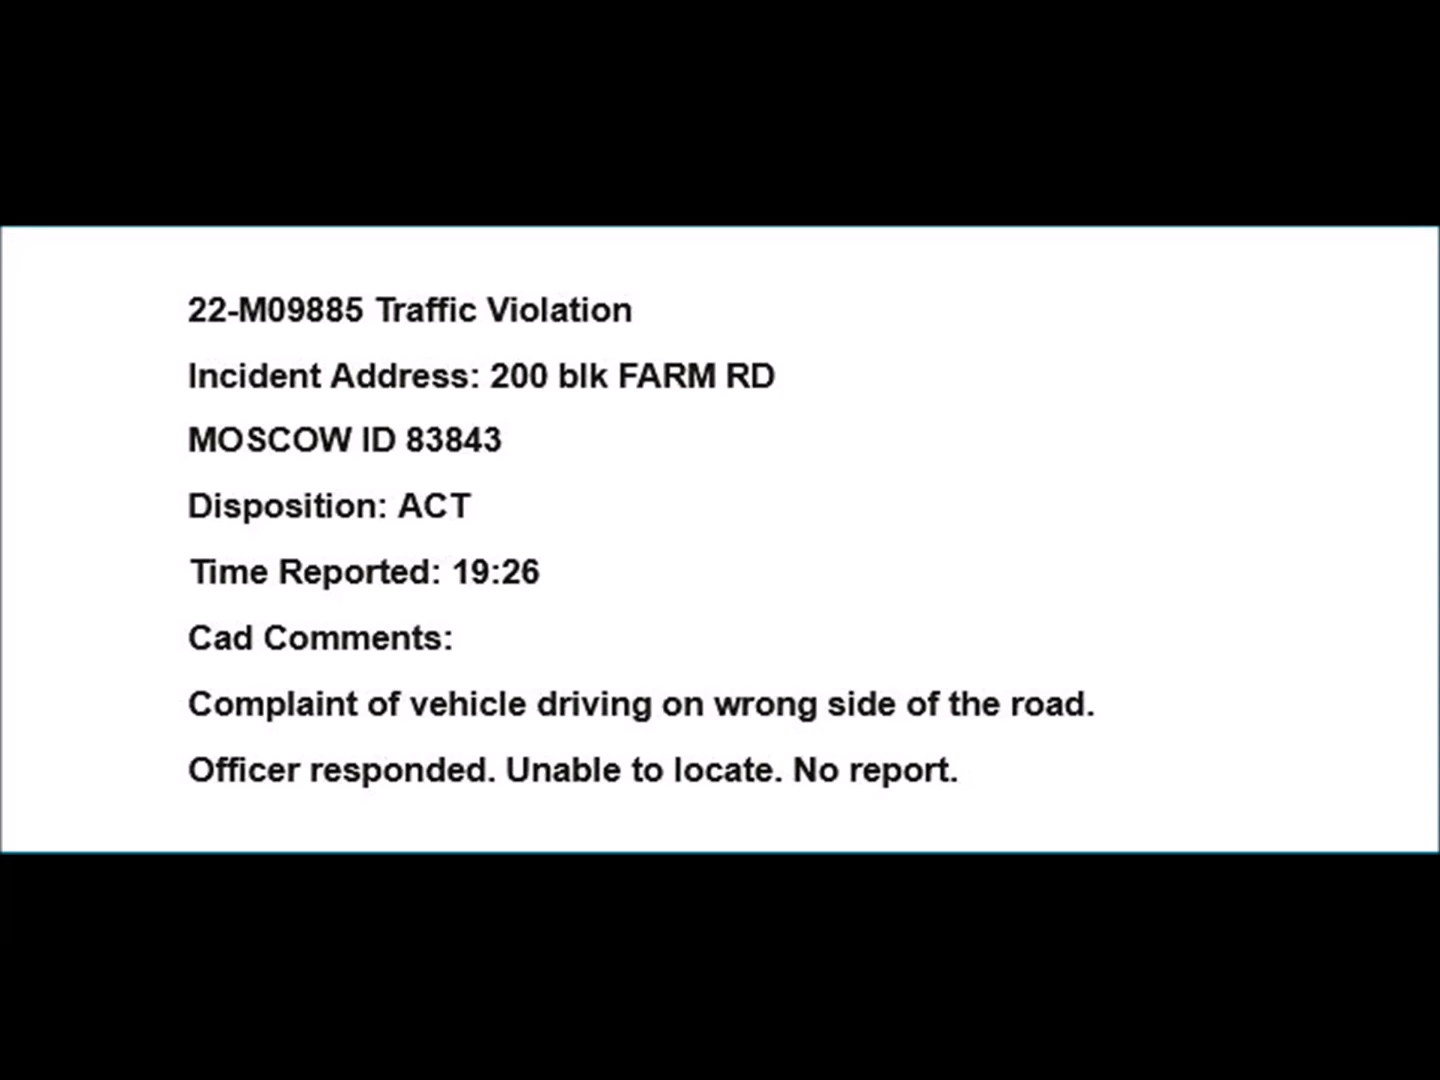 22-M09885 Traffic Violation
Incident Address: 200 blk FARM RD
MOSCOW ID 83843
Disposition: ACT
Time Reported: 19:26
Cad Comments:
Complaint of vehicle driving on wrong side of the road.
Officer responded. Unable to locate. No report.